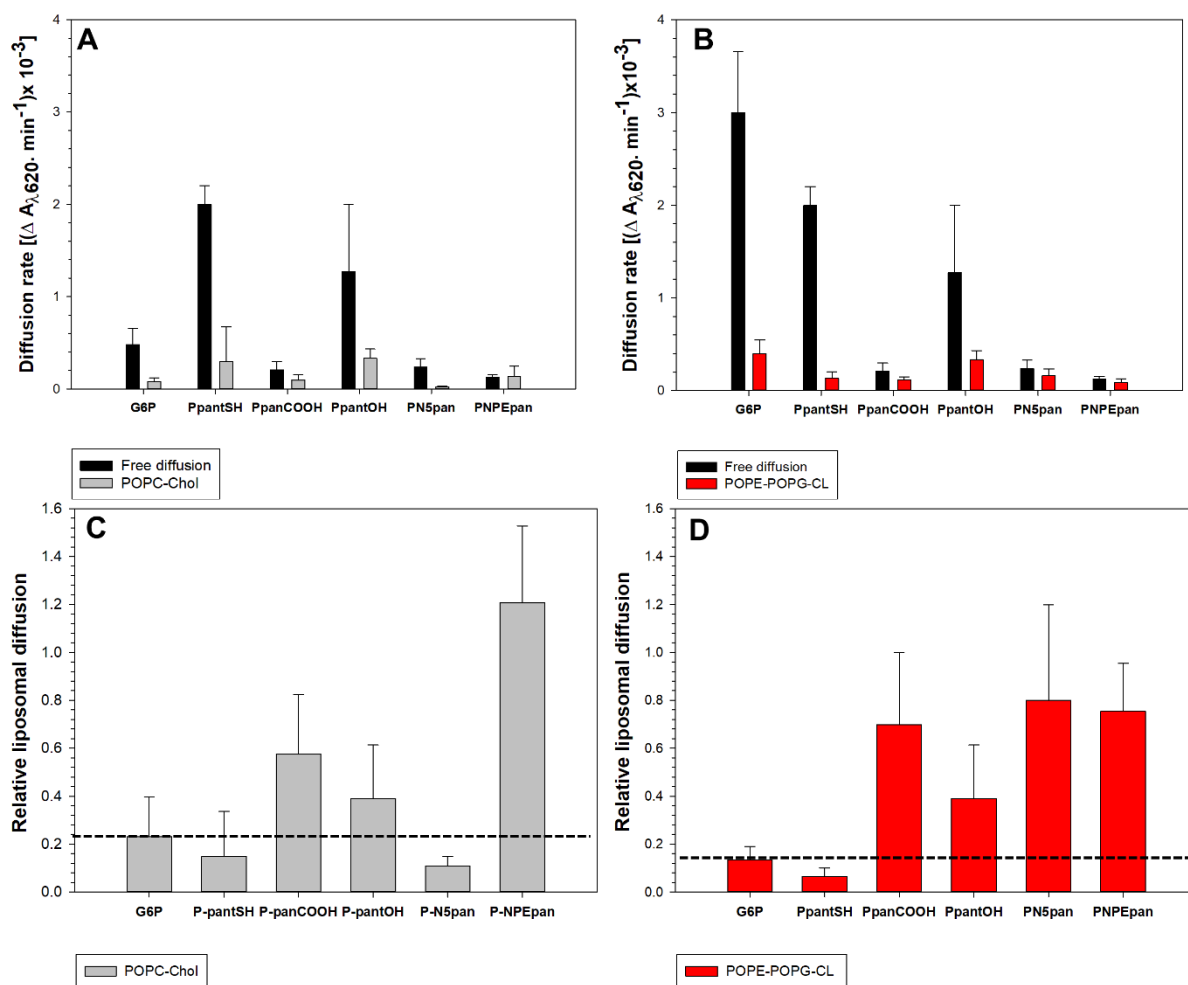 A
Diffusion rate [(Δ Aλ620· min⁻¹)x 10⁻³]
4
3
2
1
0
G6P PpantSH PpanCOOH PpantOH PN5pan PNPEpan
Free diffusion
POPC-Chol
B
Diffusion rate [(Δ Aλ620· min⁻¹)x10⁻³]
4
3
2
1
0
G6P PpantSH PpanCOOH PpantOH PN5pan PNPEpan
Free diffusion
POPE-POPG-CL
C
Relative liposomal diffusion
1.6
1.4
1.2
1.0
0.8
0.6
0.4
0.2
0.0
G6P P-pantSH P-panCOOH P-pantOH P-N5pan P-NPEpan
POPC-Chol
D
Relative liposomal diffusion
1.6
1.4
1.2
1.0
0.8
0.6
0.4
0.2
0.0
G6P PpantSH PpanCOOH PpantOH PN5pan PNPEpan
POPE-POPG-CL